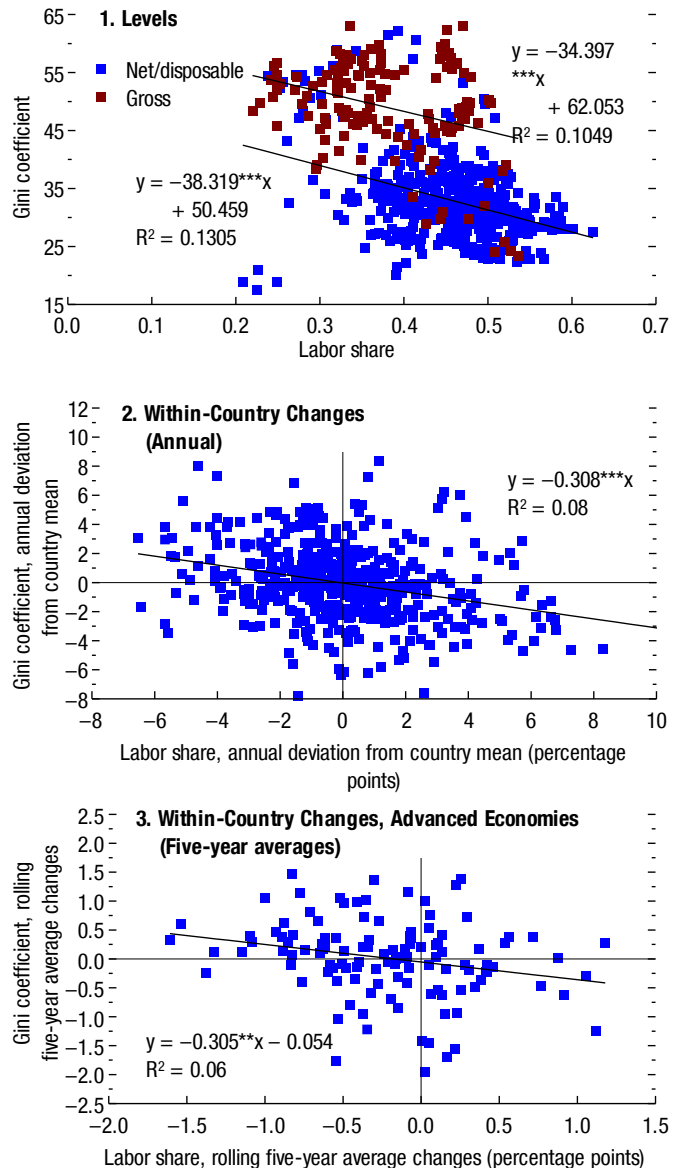 1. Levels
Net/disposable
Gross
y = −34.397
***x
+ 62.053
R² = 0.1049
y = −38.319***x
+ 50.459
R² = 0.1305
Gini coefficient
65
55
45
35
25
15
0.0 0.1 0.2 0.3 0.4 0.5 0.6 0.7
Labor share
2. Within-Country Changes
(Annual)
y = −0.308***x
R² = 0.08
Gini coefficient, annual deviation
from country mean
12
10
8
6
4
2
0
−2
−4
−6
−8
−8 −6 −4 −2 0 2 4 6 8 10
Labor share, annual deviation from country mean (percentage
points)
3. Within-Country Changes, Advanced Economies
(Five-year averages)
Gini coefficient, rolling
five-year average changes
2.5
2.0
1.5
1.0
0.5
0.0
−0.5
−1.0
−1.5
−2.0
−2.5
y = −0.305**x − 0.054
R² = 0.06
−2.0 −1.5 −1.0 −0.5 0.0 0.5 1.0 1.5
Labor share, rolling five-year average changes (percentage points)